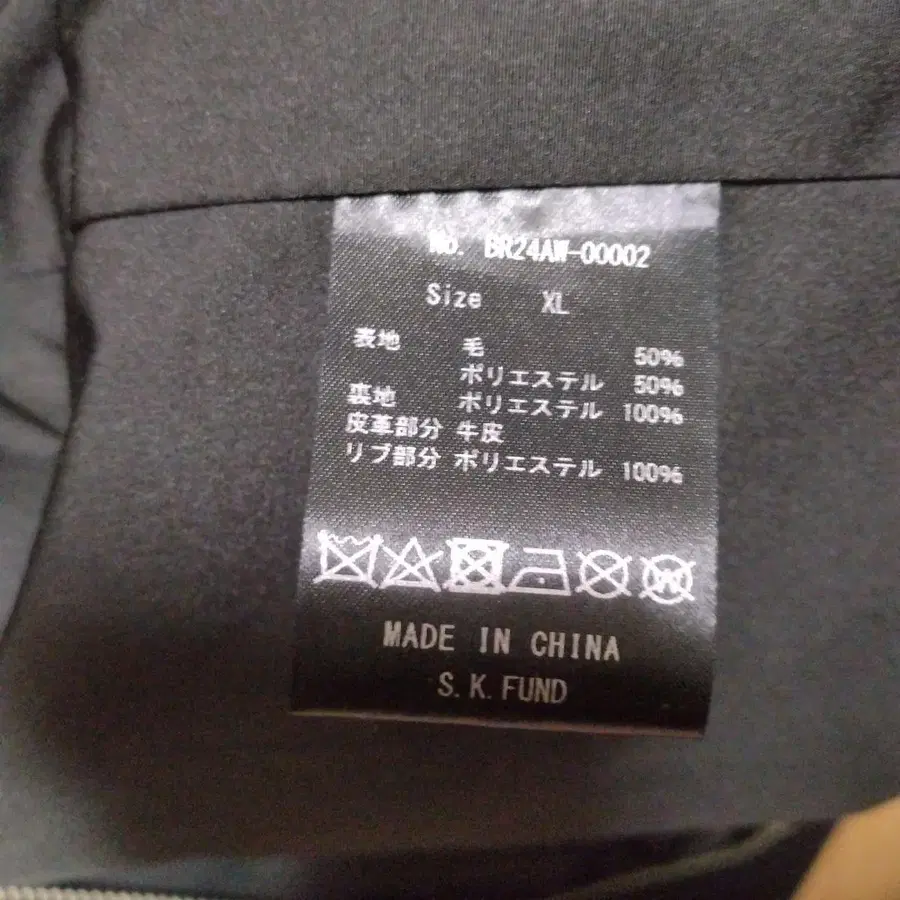 No. BR24AW-00002
Size XL
表地 毛 50%
ポリエステル 50%
裏地 ポリエステル 100%
皮革部分 牛皮
リブ部分 ポリエステル 100%
W
MADE IN CHINA
S.K.FUND